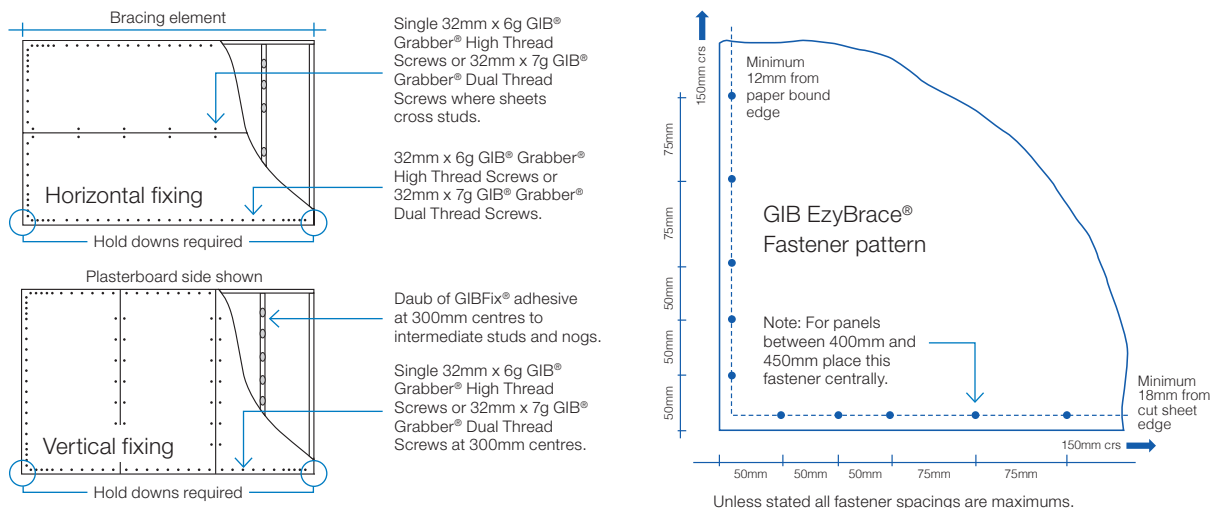 Bracing element
Horizontal fixing
Hold downs required
Single 32mm x 6g GIB®
Grabber® High Thread
Screws or 32mm x 7g GIB®
Grabber® Dual Thread
Screws where sheets
cross studs.
32mm x 6g GIB® Grabber®
High Thread Screws or
32mm x 7g GIB® Grabber®
Dual Thread Screws.
Plasterboard side shown
Vertical fixing
Hold downs required
Daub of GIBFix® adhesive
at 300mm centres to
intermediate studs and nogs.
Single 32mm x 6g GIB®
Grabber® High Thread
Screws or 32mm x 7g GIB®
Grabber® Dual Thread
Screws at 300mm centres.
150mm crs
75mm
75mm
50mm
50mm
50mm
Minimum
12mm from
paper bound
edge
GIB EzyBrace®
Fastener pattern
Note: For panels
between 400mm and
450mm place this
fastener centrally.
Minimum
18mm from
cut sheet
edge
150mm crs
50mm
50mm
50mm
75mm
75mm
Unless stated all fastener spacings are maximums.